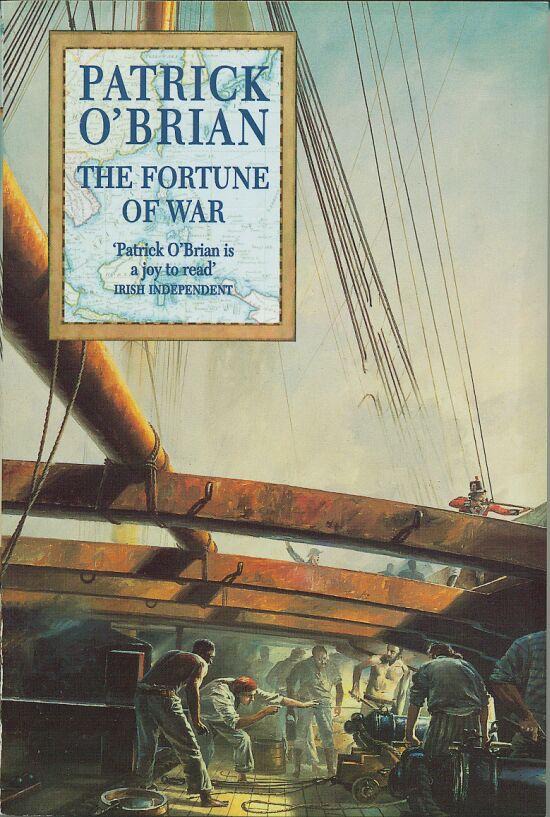 PATRICK
O'BRIAN
THE FORTUNE
OF WAR
'Patrick O'Brian is
a joy to read'
IRISH INDEPENDENT